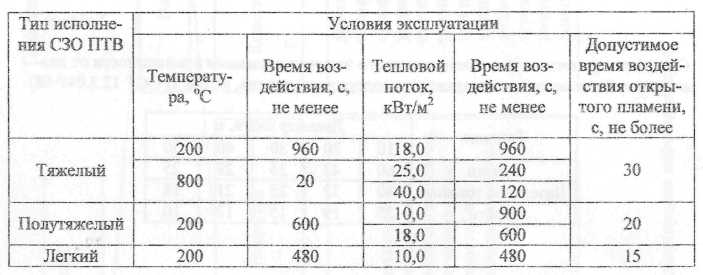 Тип исполне-
ния СЗО ПТВ
Условия эксплуатации
Температу-
ра, °С
Время воз-
действия, с,
не менее
Тепловой
поток,
кВт/м²
Время воз-
действия, с,
не менее
Допустимое
время воздей-
ствия откры-
того пламени,
с, не более
Тяжелый
200 960 18,0 960
800 20 25,0 240
40,0 120
30
Полутяжелый 200 600 10,0 900
18,0 600
20
Легкий 200 480 10,0 480 15